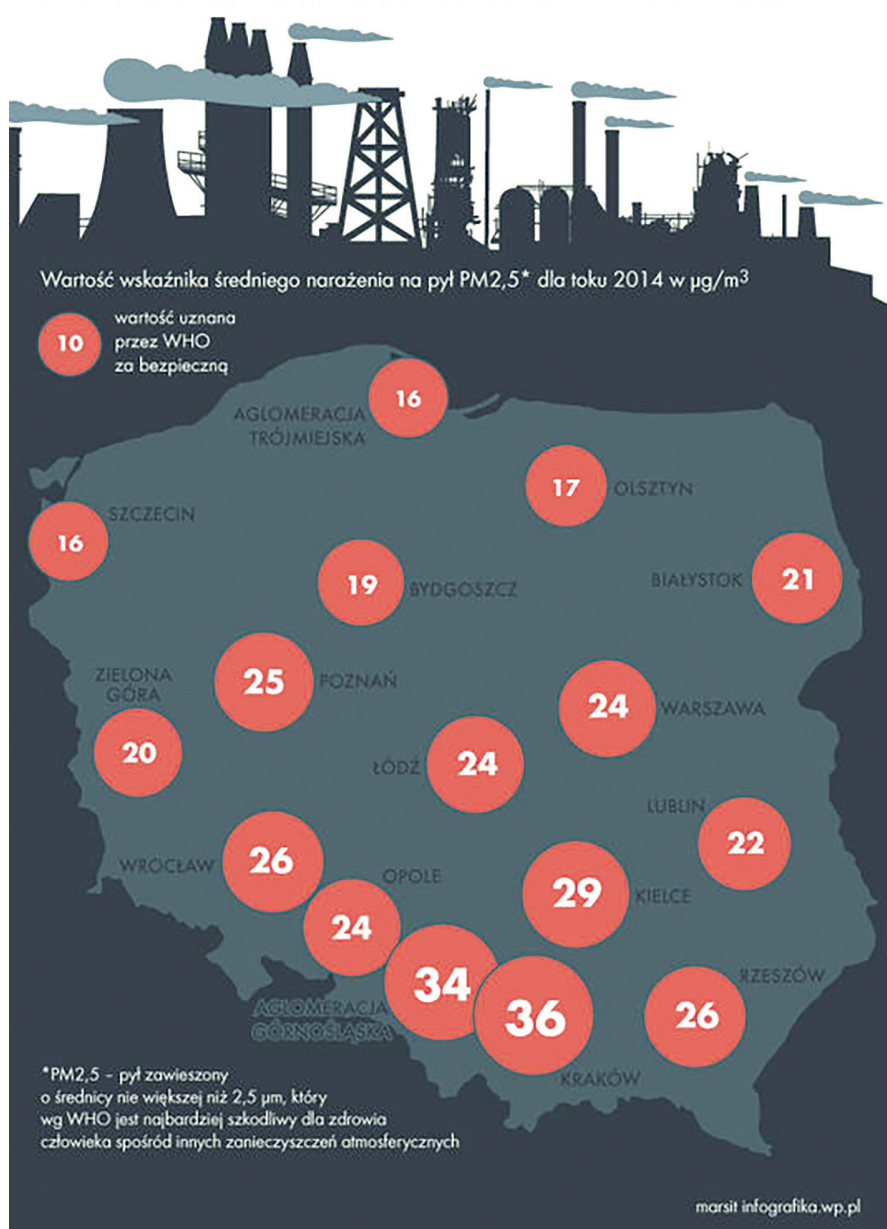 Wartość wskaźnika średniego narażenia na pył PM2,5* dla toku 2014 w µg/m³
10
wartość uznana
przez WHO
za bezpieczną
16
AGLOMERACJA
TRÓJMIEJSKA
17
OLSZTYN
SZCZECIN
16
19
BYDGOSZCZ
BIAŁYSTOK
21
ZIELONA
GÓRA
25
POZNAŃ
24
WARSZAWA
20
ŁÓDŹ
24
LUBLIN
22
WROCŁAW
26
OPOLE
24
29
KIELCE
34
AGLOMERACJA
GÓRNOŚLĄSKA
36
KRAKÓW
26
RZESZÓW
*PM2,5 – pył zawieszony
o średnicy nie większej niż 2,5 µm, który
wg WHO jest najbardziej szkodliwy dla zdrowia
człowieka spośród innych zanieczyszczeń atmosferycznych
marsit infografika.wp.pl